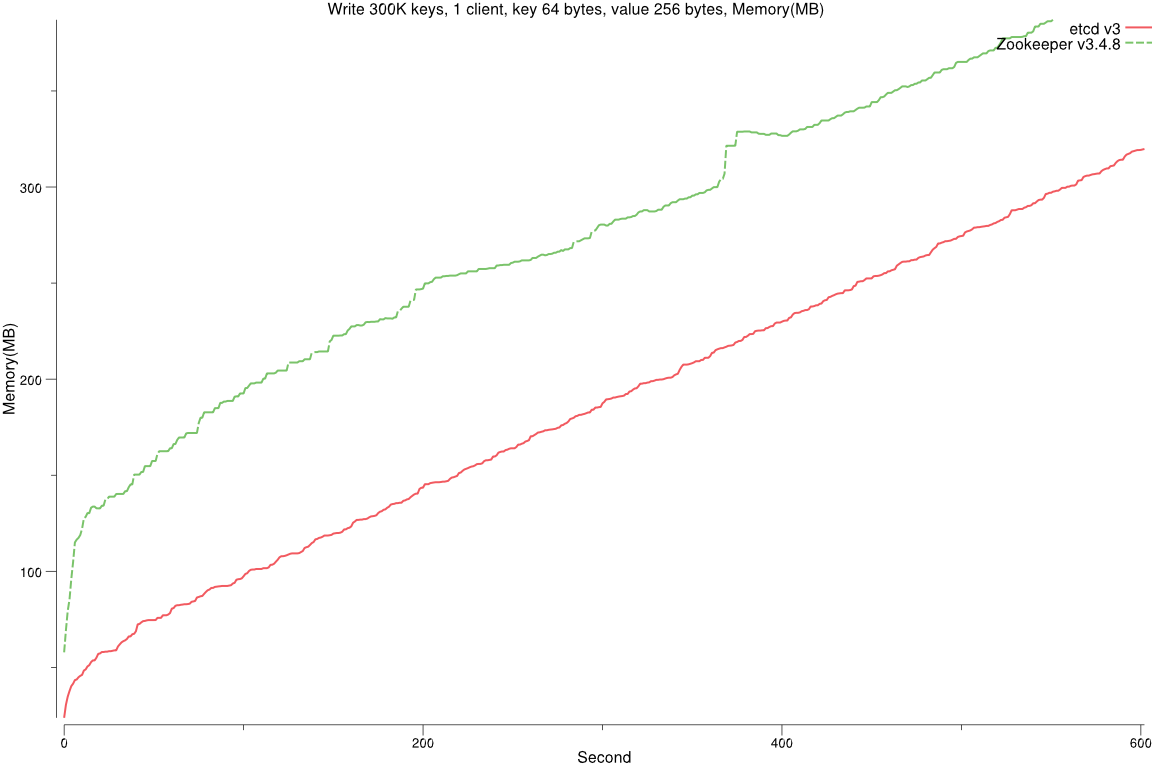 Write 300K keys, 1 client, key 64 bytes, value 256 bytes, Memory(MB)
etcd v3
Zookeeper v3.4.8
Memory(MB)
300
200
100
0 200 400 600
Second